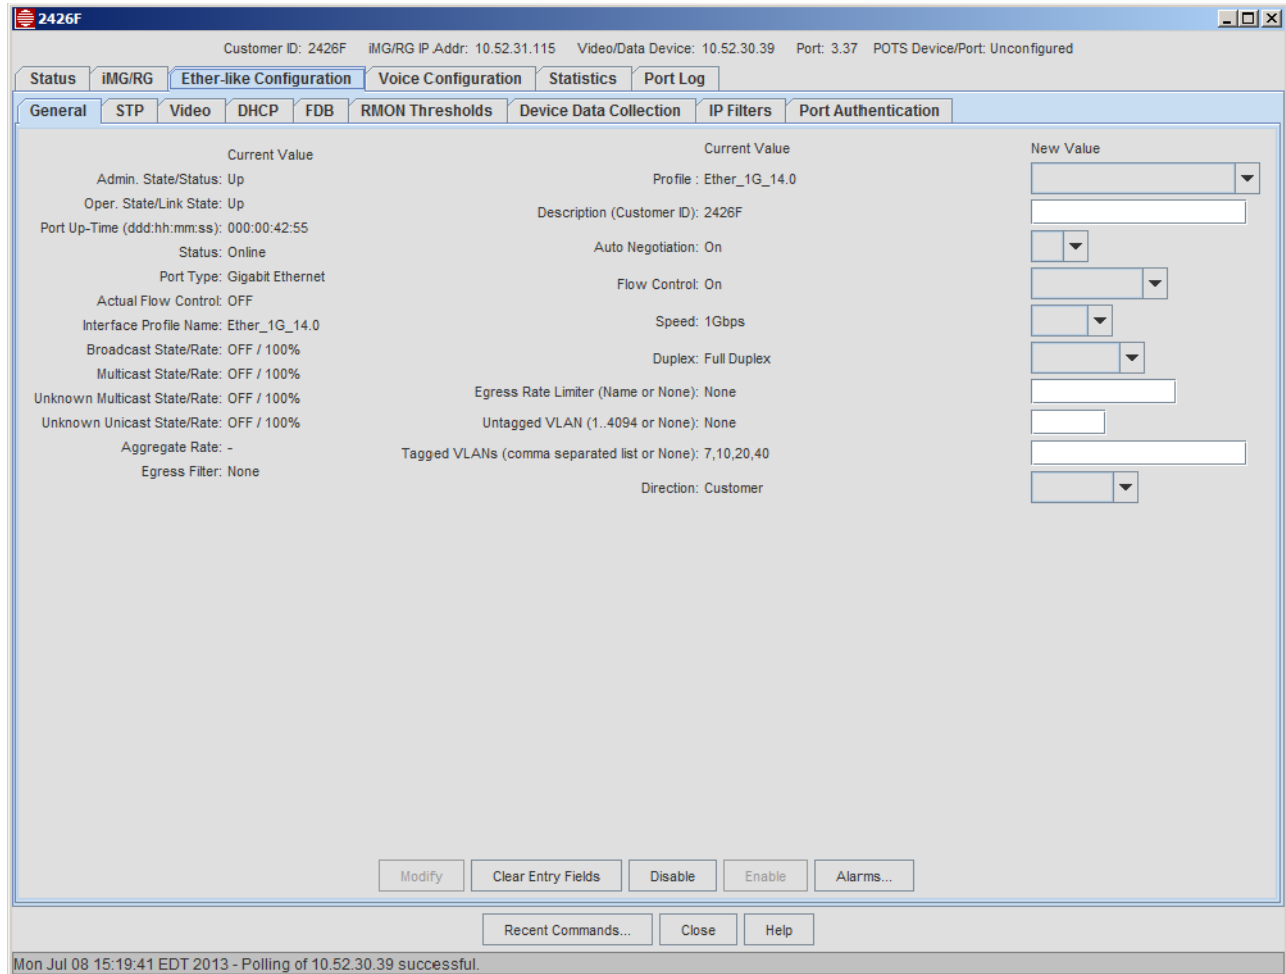 2426F
Customer ID: 2426F iMG/RG IP.Addr: 10.52.31.115 Video/Data Device: 10.52.30.39 Port: 3.37 POTS Device/Port: Unconfigured
Status iMG/RG Ether-like Configuration Voice Configuration Statistics Port Log
General STP Video DHCP FDB RMON Thresholds Device Data Collection IP Filters Port Authentication
Current Value
Admin. State/Status: Up
Oper. State/Link State: Up
Port Up-Time (ddd:hh:mm:ss): 000:00:42:55
Status: Online
Port Type: Gigabit Ethernet
Actual Flow Control: OFF
Interface Profile Name: Ether_1G_14.0
Broadcast State/Rate: OFF / 100%
Multicast State/Rate: OFF / 100%
Unknown Multicast State/Rate: OFF / 100%
Unknown Unicast State/Rate: OFF / 100%
Aggregate Rate: -
Egress Filter: None
Current Value New Value
Profile : Ether_1G_14.0
Description (Customer ID): 2426F
Auto Negotiation: On
Flow Control: On
Speed: 1Gbps
Duplex: Full Duplex
Egress Rate Limiter (Name or None): None
Untagged VLAN (1..4094 or None): None
Tagged VLANs (comma separated list or None): 7,10,20,40
Direction: Customer
Modify Clear Entry Fields Disable Enable Alarms...
Recent Commands... Close Help
Mon Jul 08 15:19:41 EDT 2013 - Polling of 10.52.30.39 successful.